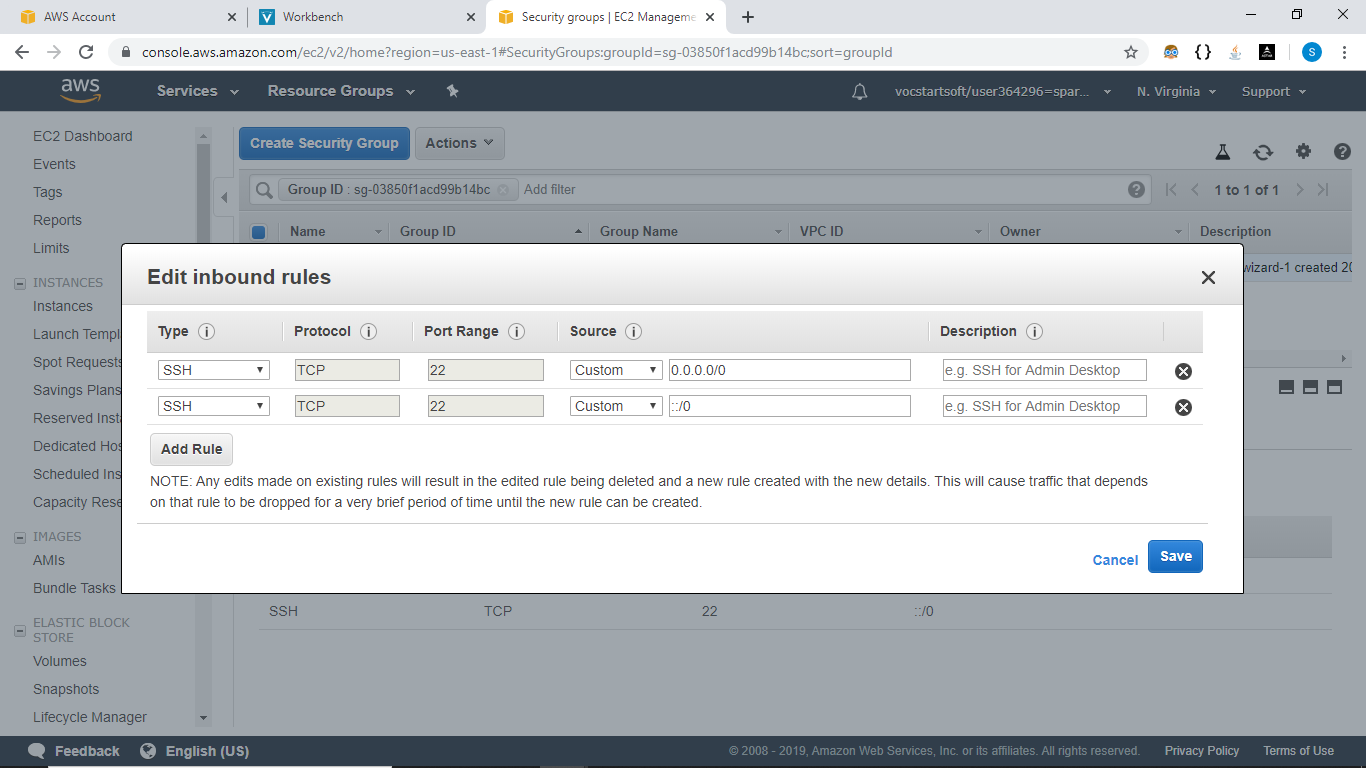 AWS Account
Workbench
Security groups | EC2 Manageme
console.aws.amazon.com/ec2/v2/home?region=us-east-1#SecurityGroups:groupId=sg-03850f1acd99b14bc;sort=groupId
S
aws
Services
Resource Groups
vocstartsoft/user364296=spar...
N. Virginia
Support
EC2 Dashboard
Events
Tags
Reports
Limits
INSTANCES
Instances
Launch Templ
Spot Requests
Savings Plans
Reserved Inst
Dedicated Hos
Scheduled Ins
Capacity Rese
IMAGES
AMIs
Bundle Tasks
ELASTIC BLOCK
STORE
Volumes
Snapshots
Lifecycle Manager
Create Security Group
Actions
Group ID : sg-03850f1acd99b14bc
Add filter
1 to 1 of 1
Name
Group ID
Group Name
VPC ID
Owner
Description
wizard-1 created 20
Edit inbound rules
Type
Protocol
Port Range
Source
Description
SSH
TCP
22
Custom
0.0.0.0/0
e.g. SSH for Admin Desktop
SSH
TCP
22
Custom
::/0
e.g. SSH for Admin Desktop
Add Rule
NOTE: Any edits made on existing rules will result in the edited rule being deleted and a new rule created with the new details. This will cause traffic that depends
on that rule to be dropped for a very brief period of time until the new rule can be created.
Cancel
Save
SSH
TCP
22
::/0
Feedback
English (US)
© 2008 - 2019, Amazon Web Services, Inc. or its affiliates. All rights reserved.
Privacy Policy
Terms of Use